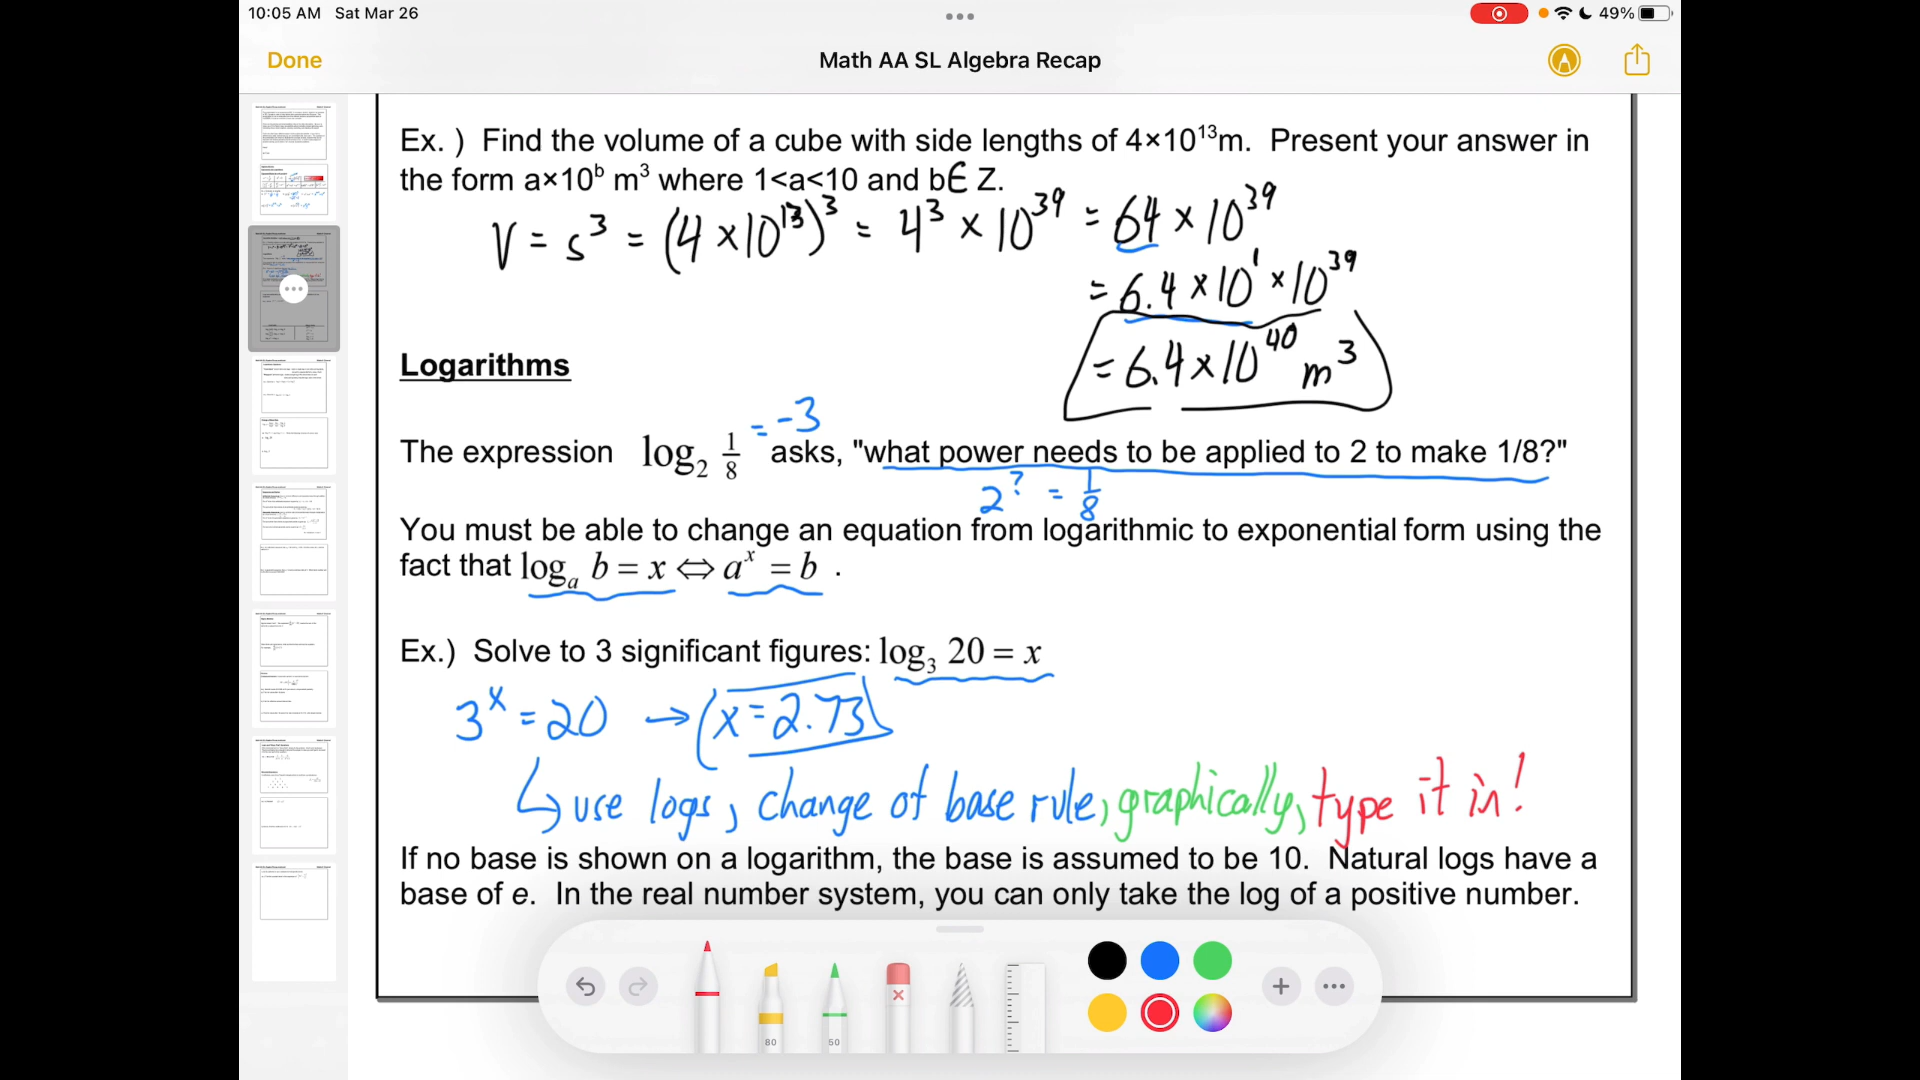 10:05 AM Sat Mar 26
49%
Done
Math AA SL Algebra Recap
Ex. ) Find the volume of a cube with side lengths of 4×10¹³m. Present your answer in
the form a×10ᵇ m³ where 1<a<10 and b∈ Z.
V = s³ = (4 ×10¹³)³ = 4³ × 10³⁹ = 64 × 10³⁹
= 6.4 × 10¹ × 10³⁹
= 6.4 × 10⁴⁰ m³
Logarithms
= -3
The expression log₂ 1/8 asks, "what power needs to be applied to 2 to make 1/8?"
2^? = 1/8
You must be able to change an equation from logarithmic to exponential form using the
fact that logₐ b = x ⇔ aˣ = b .
Ex.) Solve to 3 significant figures: log₃ 20 = x
3ˣ = 20 → x = 2.73
↳ use logs, change of base rule, graphically, type it in!
If no base is shown on a logarithm, the base is assumed to be 10. Natural logs have a
base of e. In the real number system, you can only take the log of a positive number.
80
50